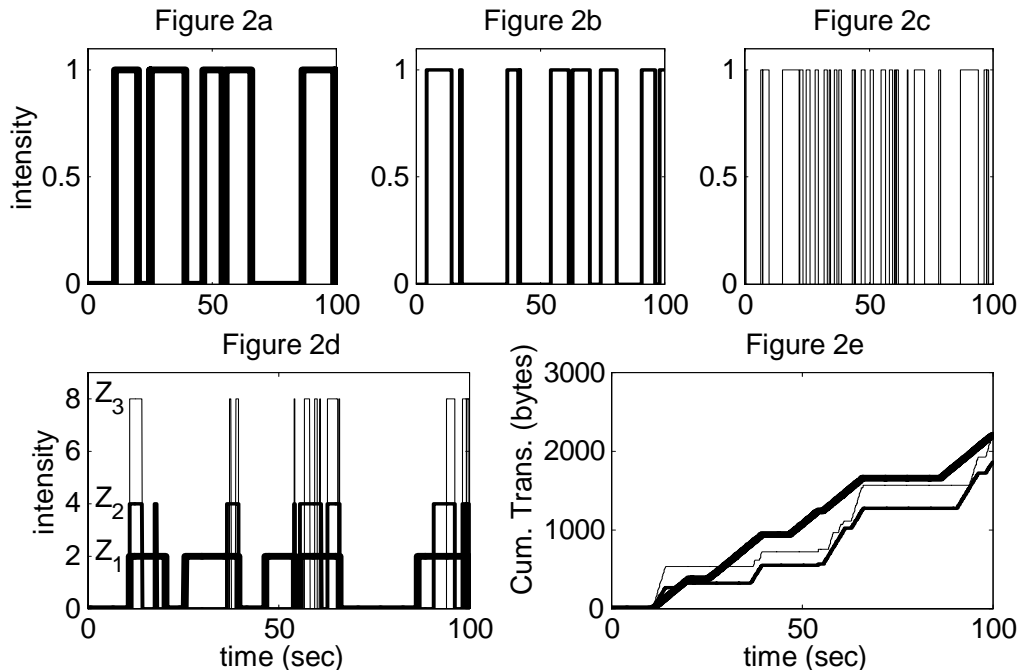 Figure 2a
intensity
1
0.5
0
0
50
100
Figure 2b
1
0.5
0
0
50
100
Figure 2c
1
0.5
0
0
50
100
Figure 2d
intensity
8
6
4
2
0
Z3
Z2
Z1
0
50
100
time (sec)
Figure 2e
Cum. Trans. (bytes)
3000
2000
1000
0
0
50
100
time (sec)